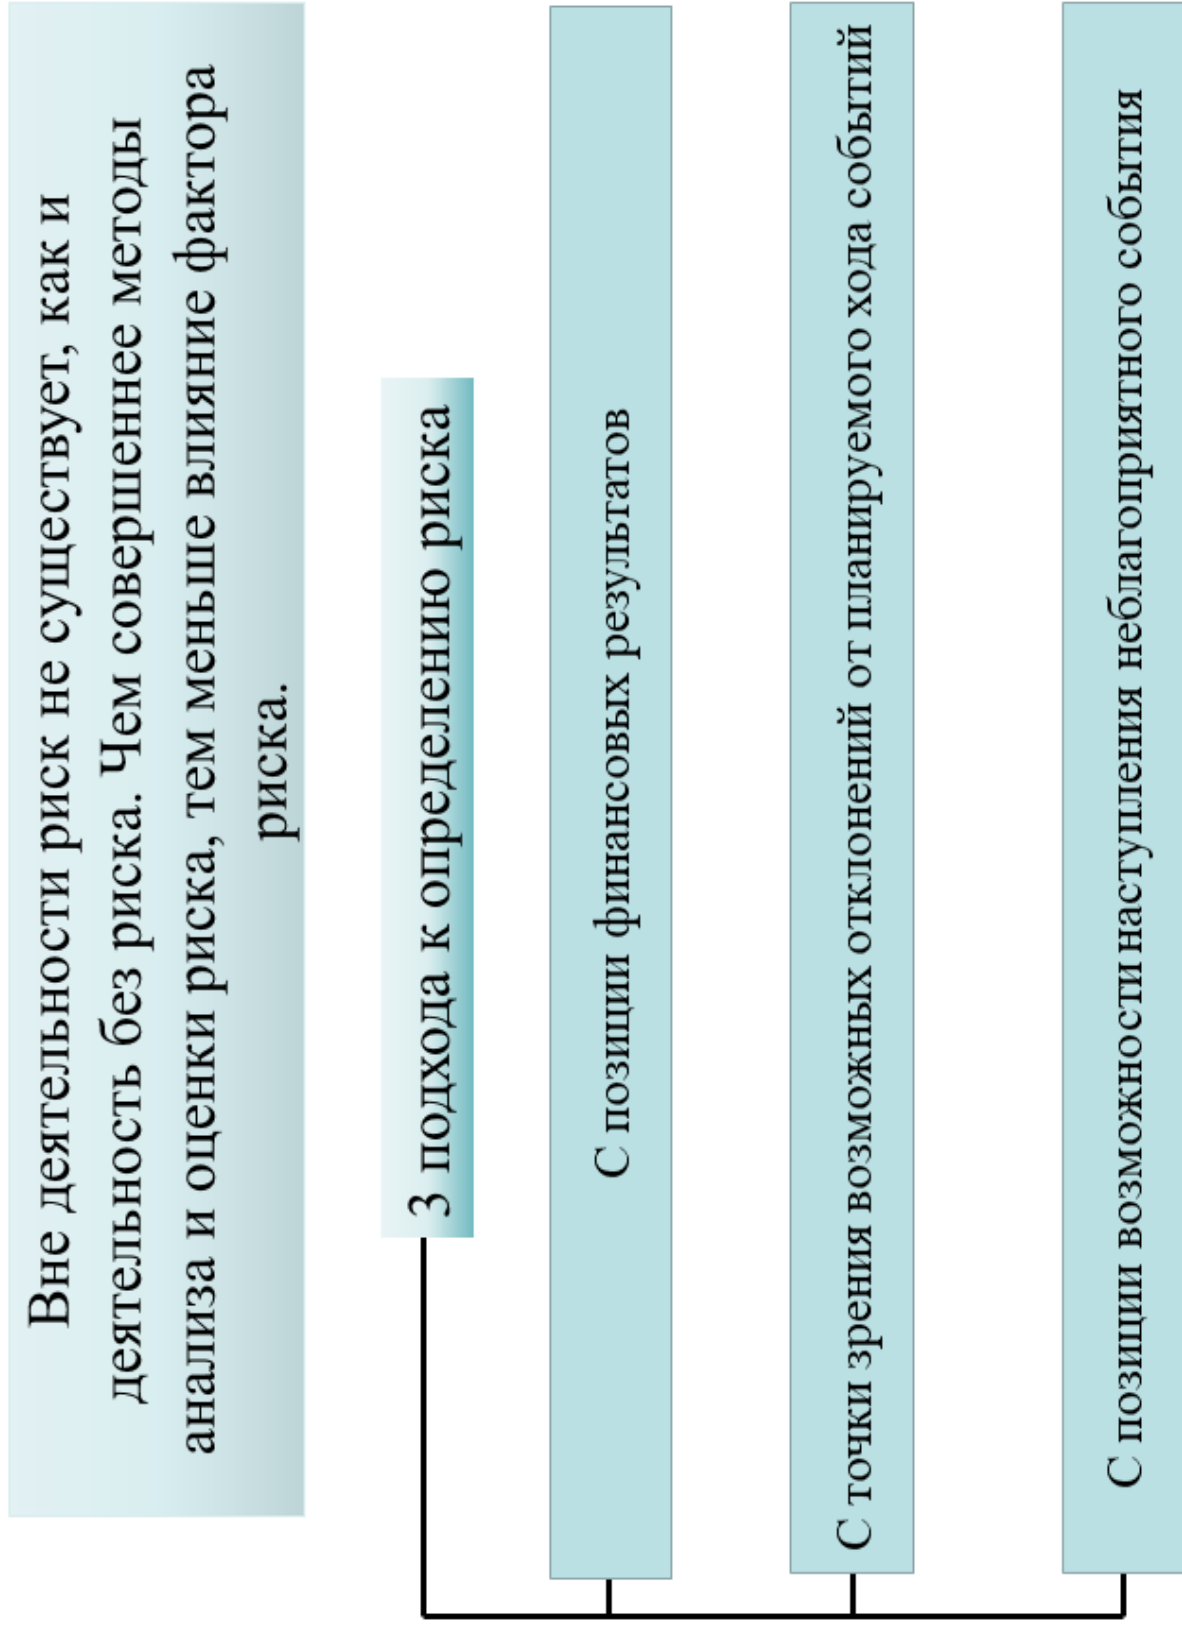 Вне деятельности риск не существует, как и
деятельность без риска. Чем совершеннее методы
анализа и оценки риска, тем меньше влияние фактора
риска.
3 подхода к определению риска
С позиции финансовых результатов
С точки зрения возможных отклонений от планируемого хода событий
С позиции возможности наступления неблагоприятного события